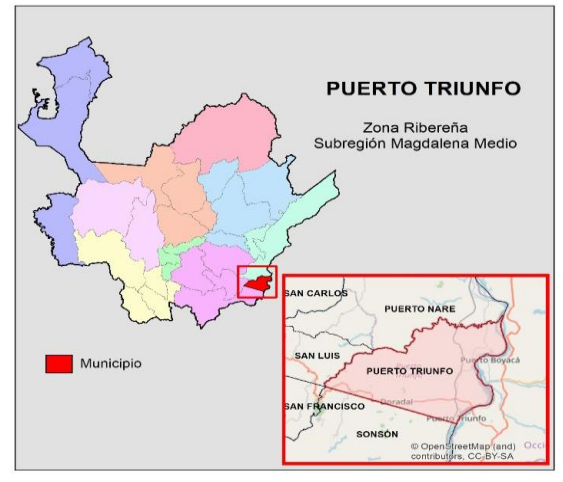 PUERTO TRIUNFO
Zona Ribereña
Subregión Magdalena Medio
Municipio
SAN CARLOS
PUERTO NARE
SAN LUIS
Puerto Boyacá
PUERTO TRIUNFO
SAN FRANCISCO
Doradal
Puerto Triunfo
SONSÓN
© OpenStreetMap (and)
contributors, CC-BY-SA
Occi